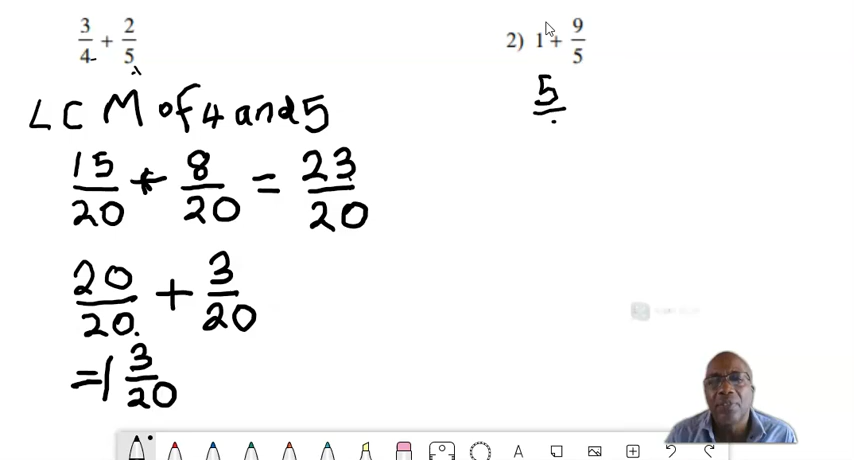 3/4 + 2/5
LCM of 4 and 5
15/20 + 8/20 = 23/20
20/20 + 3/20
= 1 3/20
2) 1 + 9/5
5
A